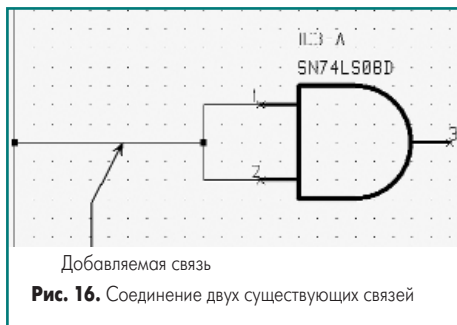 SN74LS08D
1
2
3
Добавляемая связь
Рис. 16. Соединение двух существующих связей